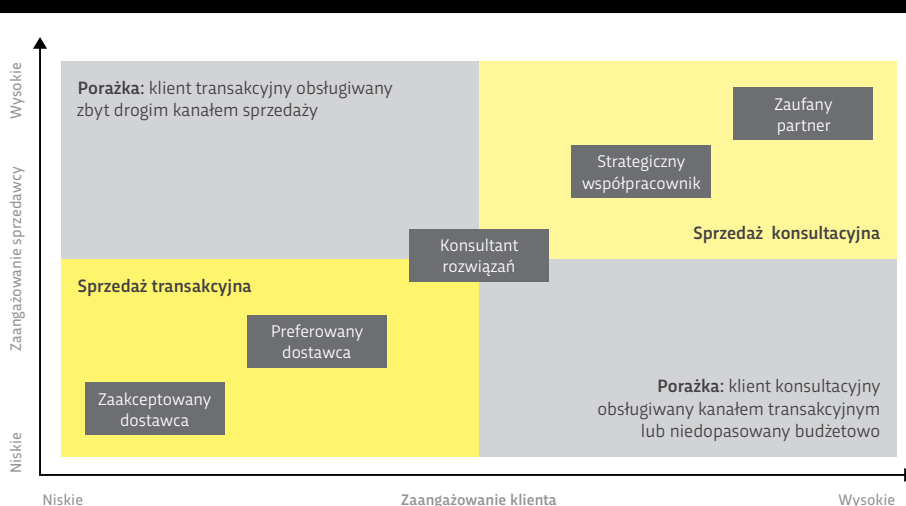 Wysokie
Zaangażowanie sprzedawcy
Niskie
Porażka: klient transakcyjny obsługiwany
zbyt drogim kanałem sprzedaży
Zaufany
partner
Strategiczny
współpracownik
Sprzedaż konsultacyjna
Konsultant
rozwiązań
Sprzedaż transakcyjna
Preferowany
dostawca
Zaakceptowany
dostawca
Porażka: klient konsultacyjny
obsługiwany kanałem transakcyjnym
lub niedopasowany budżetowo
Niskie
Zaangażowanie klienta
Wysokie